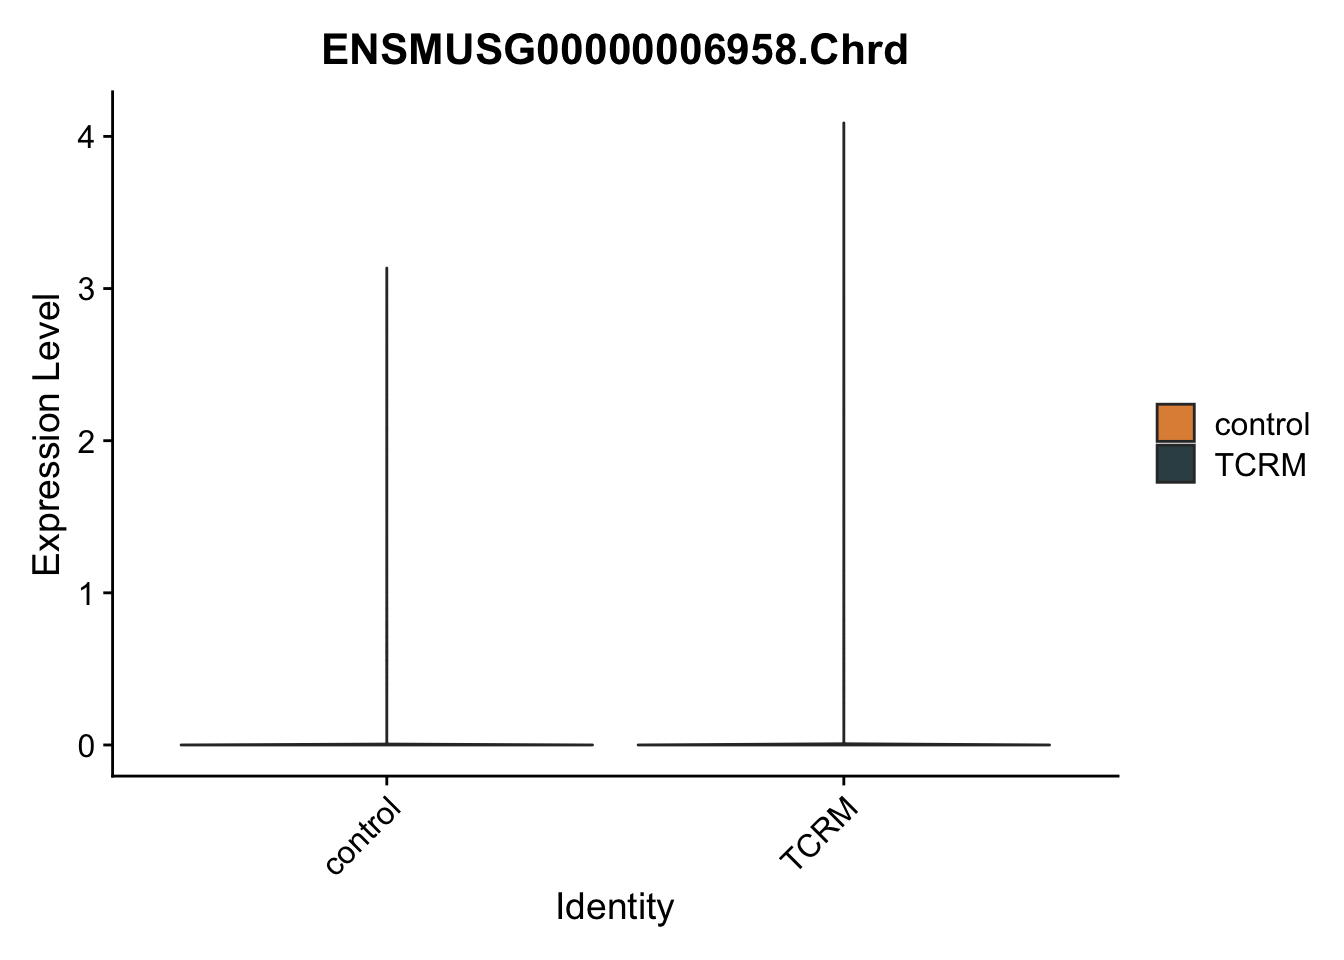 ENSMUSG00000006958.Chrd
Expression Level
4
3
2
1
0
control
TCRM
Identity
control
TCRM